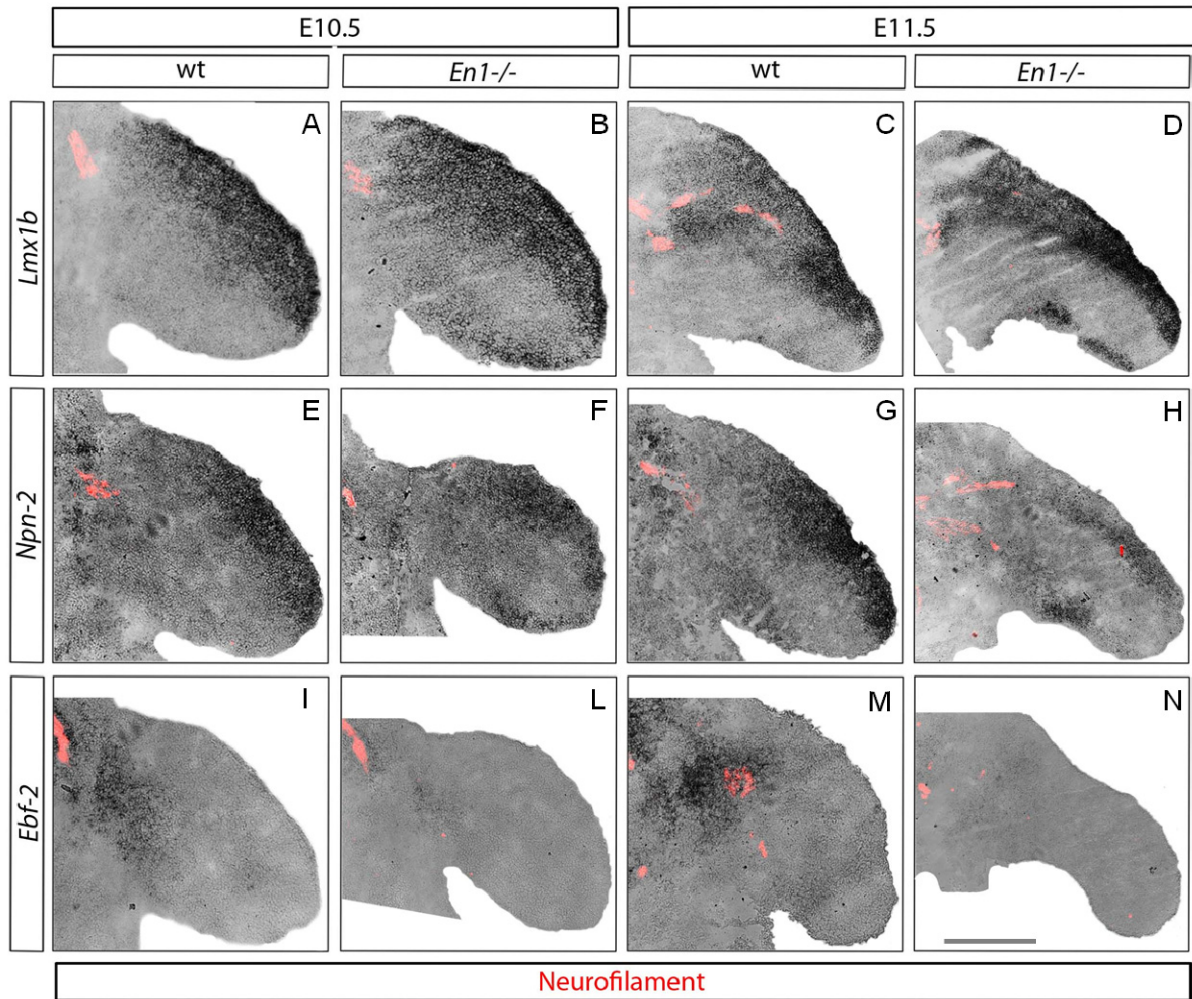 E10.5 E11.5
wt En1-/- wt En1-/-
Lmx1b
A B C D
Npn-2
E F G H
Ebf-2
I L M N
Neurofilament